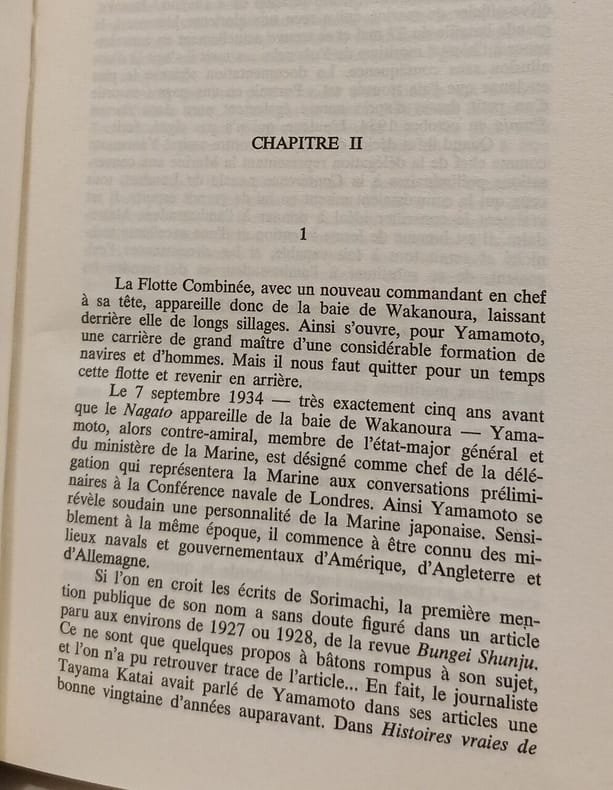 CHAPITRE II
1
La Flotte Combinée, avec un nouveau commandant en chef
à sa tête, appareille donc de la baie de Wakanoura, laissant
derrière elle de longs sillages. Ainsi s'ouvre, pour Yamamoto,
une carrière de grand maître d'une considérable formation de
navires et d'hommes. Mais il nous faut quitter pour un temps
cette flotte et revenir en arrière.
Le 7 septembre 1934 — très exactement cinq ans avant
que le Nagato appareille de la baie de Wakanoura — Yama-
moto, alors contre-amiral, membre de l'état-major général et
du ministère de la Marine, est désigné comme chef de la délé-
gation qui représentera la Marine aux conversations prélimi-
naires à la Conférence navale de Londres. Ainsi Yamamoto se
révèle soudain une personnalité de la Marine japonaise. Sensi-
blement à la même époque, il commence à être connu des mi-
lieux navals et gouvernementaux d'Amérique, d'Angleterre et
d'Allemagne.
Si l'on en croit les écrits de Sorimachi, la première men-
tion publique de son nom a sans doute figuré dans un article
paru aux environs de 1927 ou 1928, de la revue Bungei Shunju.
Ce ne sont que quelques propos à bâtons rompus à son sujet,
et l'on n'a pu retrouver trace de l'article... En fait, le journaliste
Tayama Katai avait parlé de Yamamoto dans ses articles une
bonne vingtaine d'années auparavant. Dans Histoires vraies de